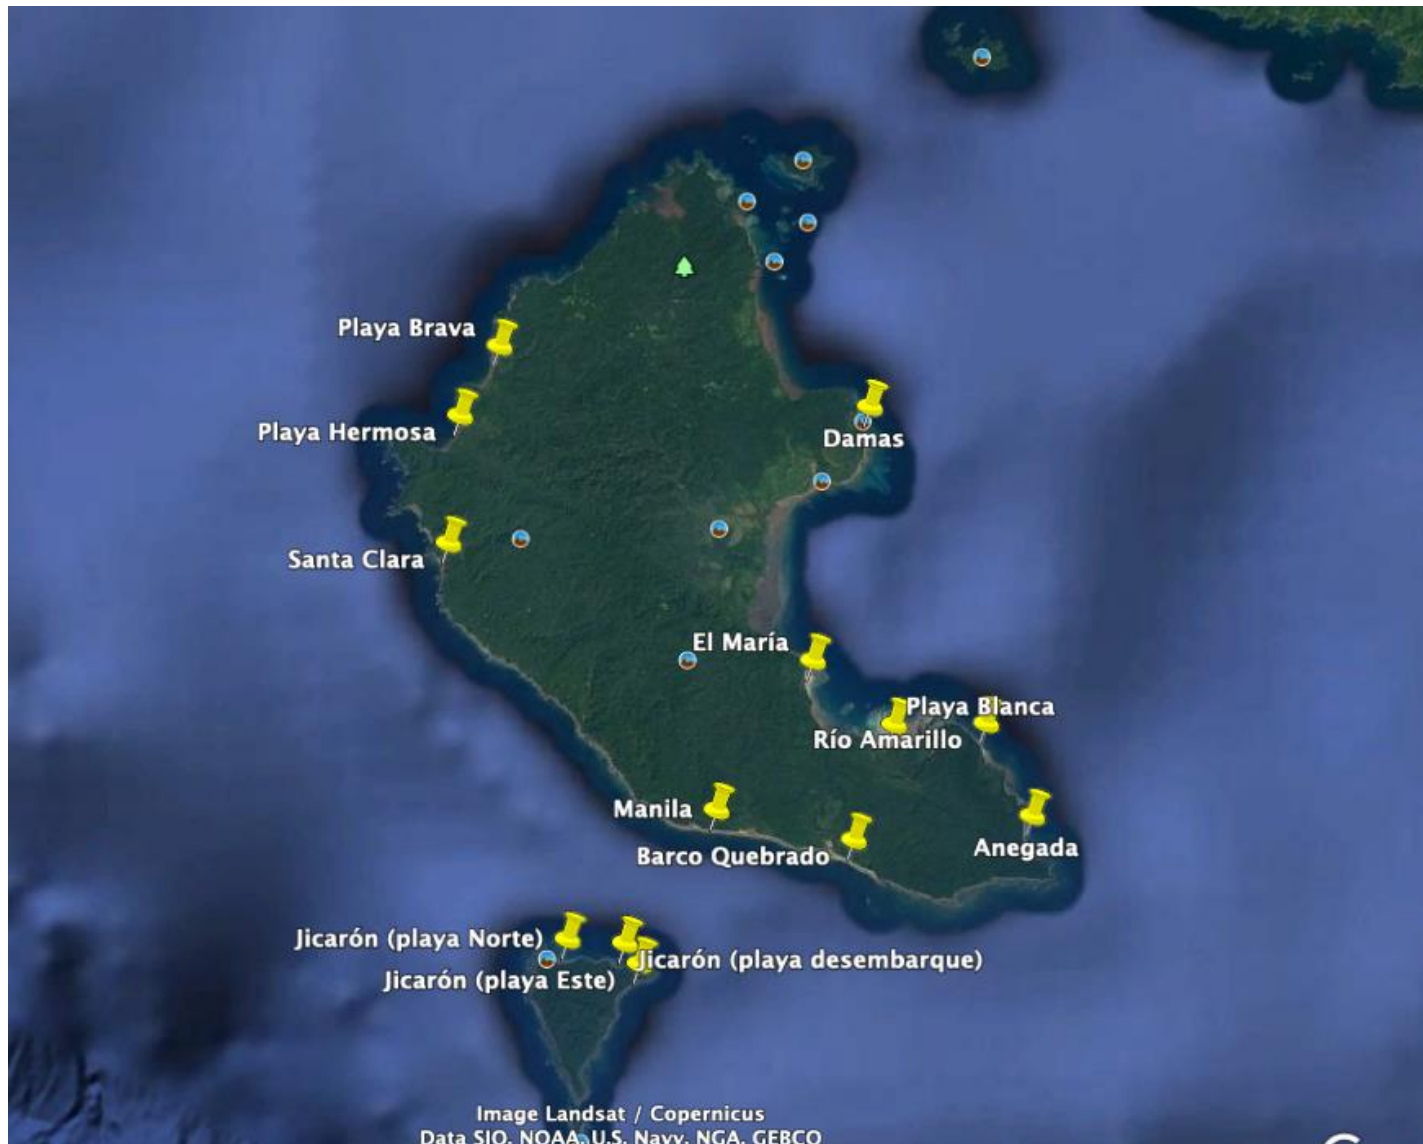 Playa Brava
Playa Hermosa
Damas
Santa Clara
El María
Playa Blanca
Río Amarillo
Manila
Barco Quebrado
Anegada
Jicarón (playa Norte)
Jicarón (playa desembarque)
Jicarón (playa Este)
Image Landsat / Copernicus
Data SIO, NOAA, U.S. Navy, NGA, GEBCO